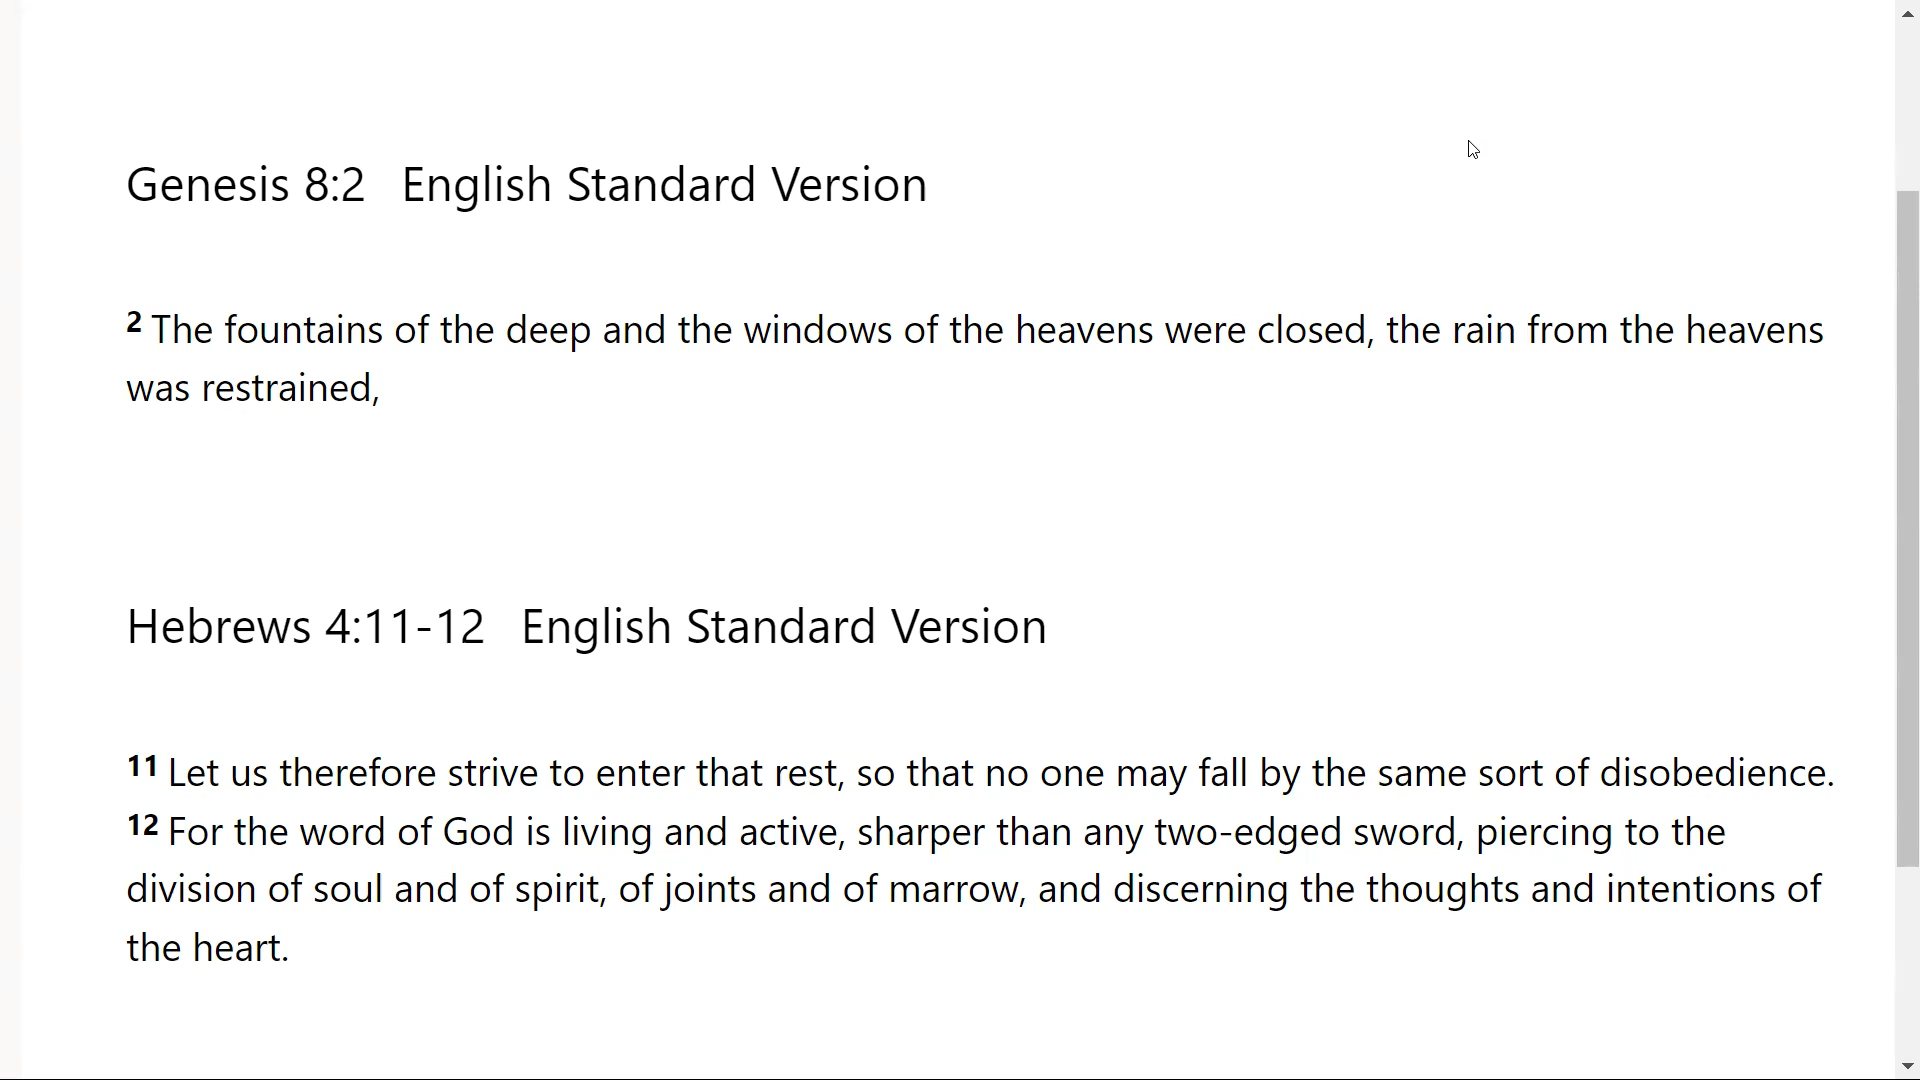 Genesis 8:2 English Standard Version
2 The fountains of the deep and the windows of the heavens were closed, the rain from the heavens
was restrained,
Hebrews 4:11-12 English Standard Version
11 Let us therefore strive to enter that rest, so that no one may fall by the same sort of disobedience.
12 For the word of God is living and active, sharper than any two-edged sword, piercing to the
division of soul and of spirit, of joints and of marrow, and discerning the thoughts and intentions of
the heart.